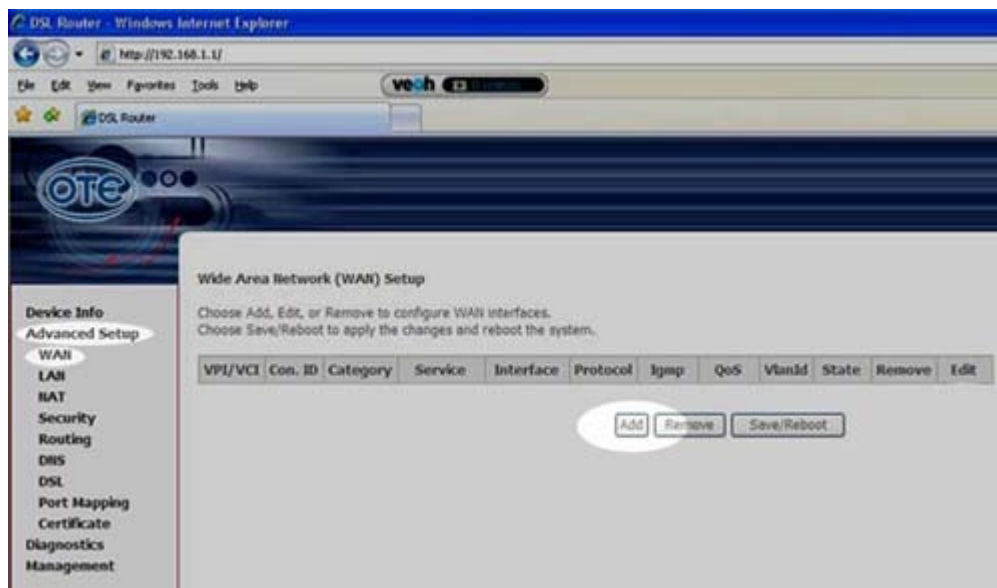 DSL Router - Windows Internet Explorer
http://192.168.1.1/
File Edit View Favorites Tools Help
veoh
DSL Router
OTE
Wide Area Network (WAN) Setup
Choose Add, Edit, or Remove to configure WAN interfaces.
Choose Save/Reboot to apply the changes and reboot the system.
VPI/VCI Con. ID Category Service Interface Protocol Igmp QoS VlanId State Remove Edit
Add Remove Save/Reboot
Device Info
Advanced Setup
WAN
LAN
NAT
Security
Routing
DNS
DSL
Port Mapping
Certificate
Diagnostics
Management